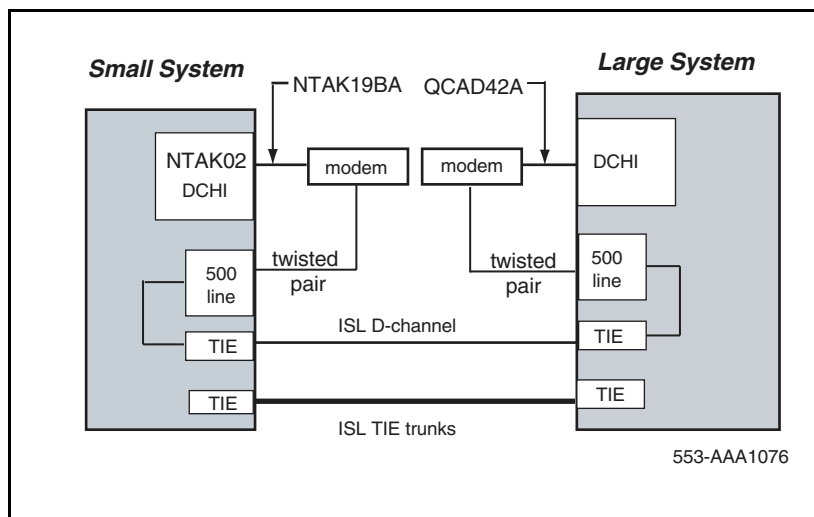 Small System
Large System
NTAK19BA
QCAD42A
NTAK02
DCHI
modem
modem
DCHI
500
line
twisted
pair
twisted
pair
500
line
ISL D-channel
TIE
TIE
TIE
TIE
ISL TIE trunks
553-AAA1076